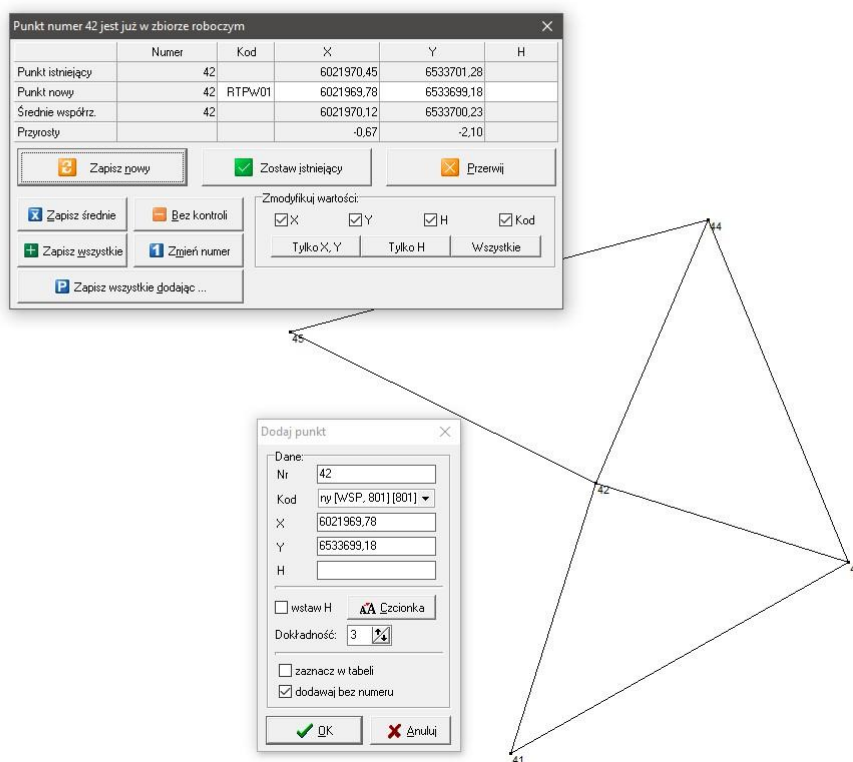 Punkt numer 42 jest już w zbiorze roboczym
Numer Kod X Y H
Punkt istniejący 42 6021970,45 6533701,28
Punkt nowy 42 RTPW01 6021969,78 6533699,18
Średnie współrz. 42 6021970,12 6533700,23
Przyrosty -0,67 -2,10
Zapisz nowy Zostaw istniejący Przerwij
Zapisz średnie Bez kontroli
Zapisz wszystkie Zmień numer
Zapisz wszystkie dodając ...
Zmodyfikuj wartości:
X Y H Kod
Tylko X, Y Tylko H Wszystkie
44
45
42
4
41
Dodaj punkt
Dane:
Nr 42
Kod ny [WSP, 801] [801]
X 6021969,78
Y 6533699,18
H
wstaw H Czcionka
Dokładność: 3
zaznacz w tabeli
dodawaj bez numeru
OK Anuluj